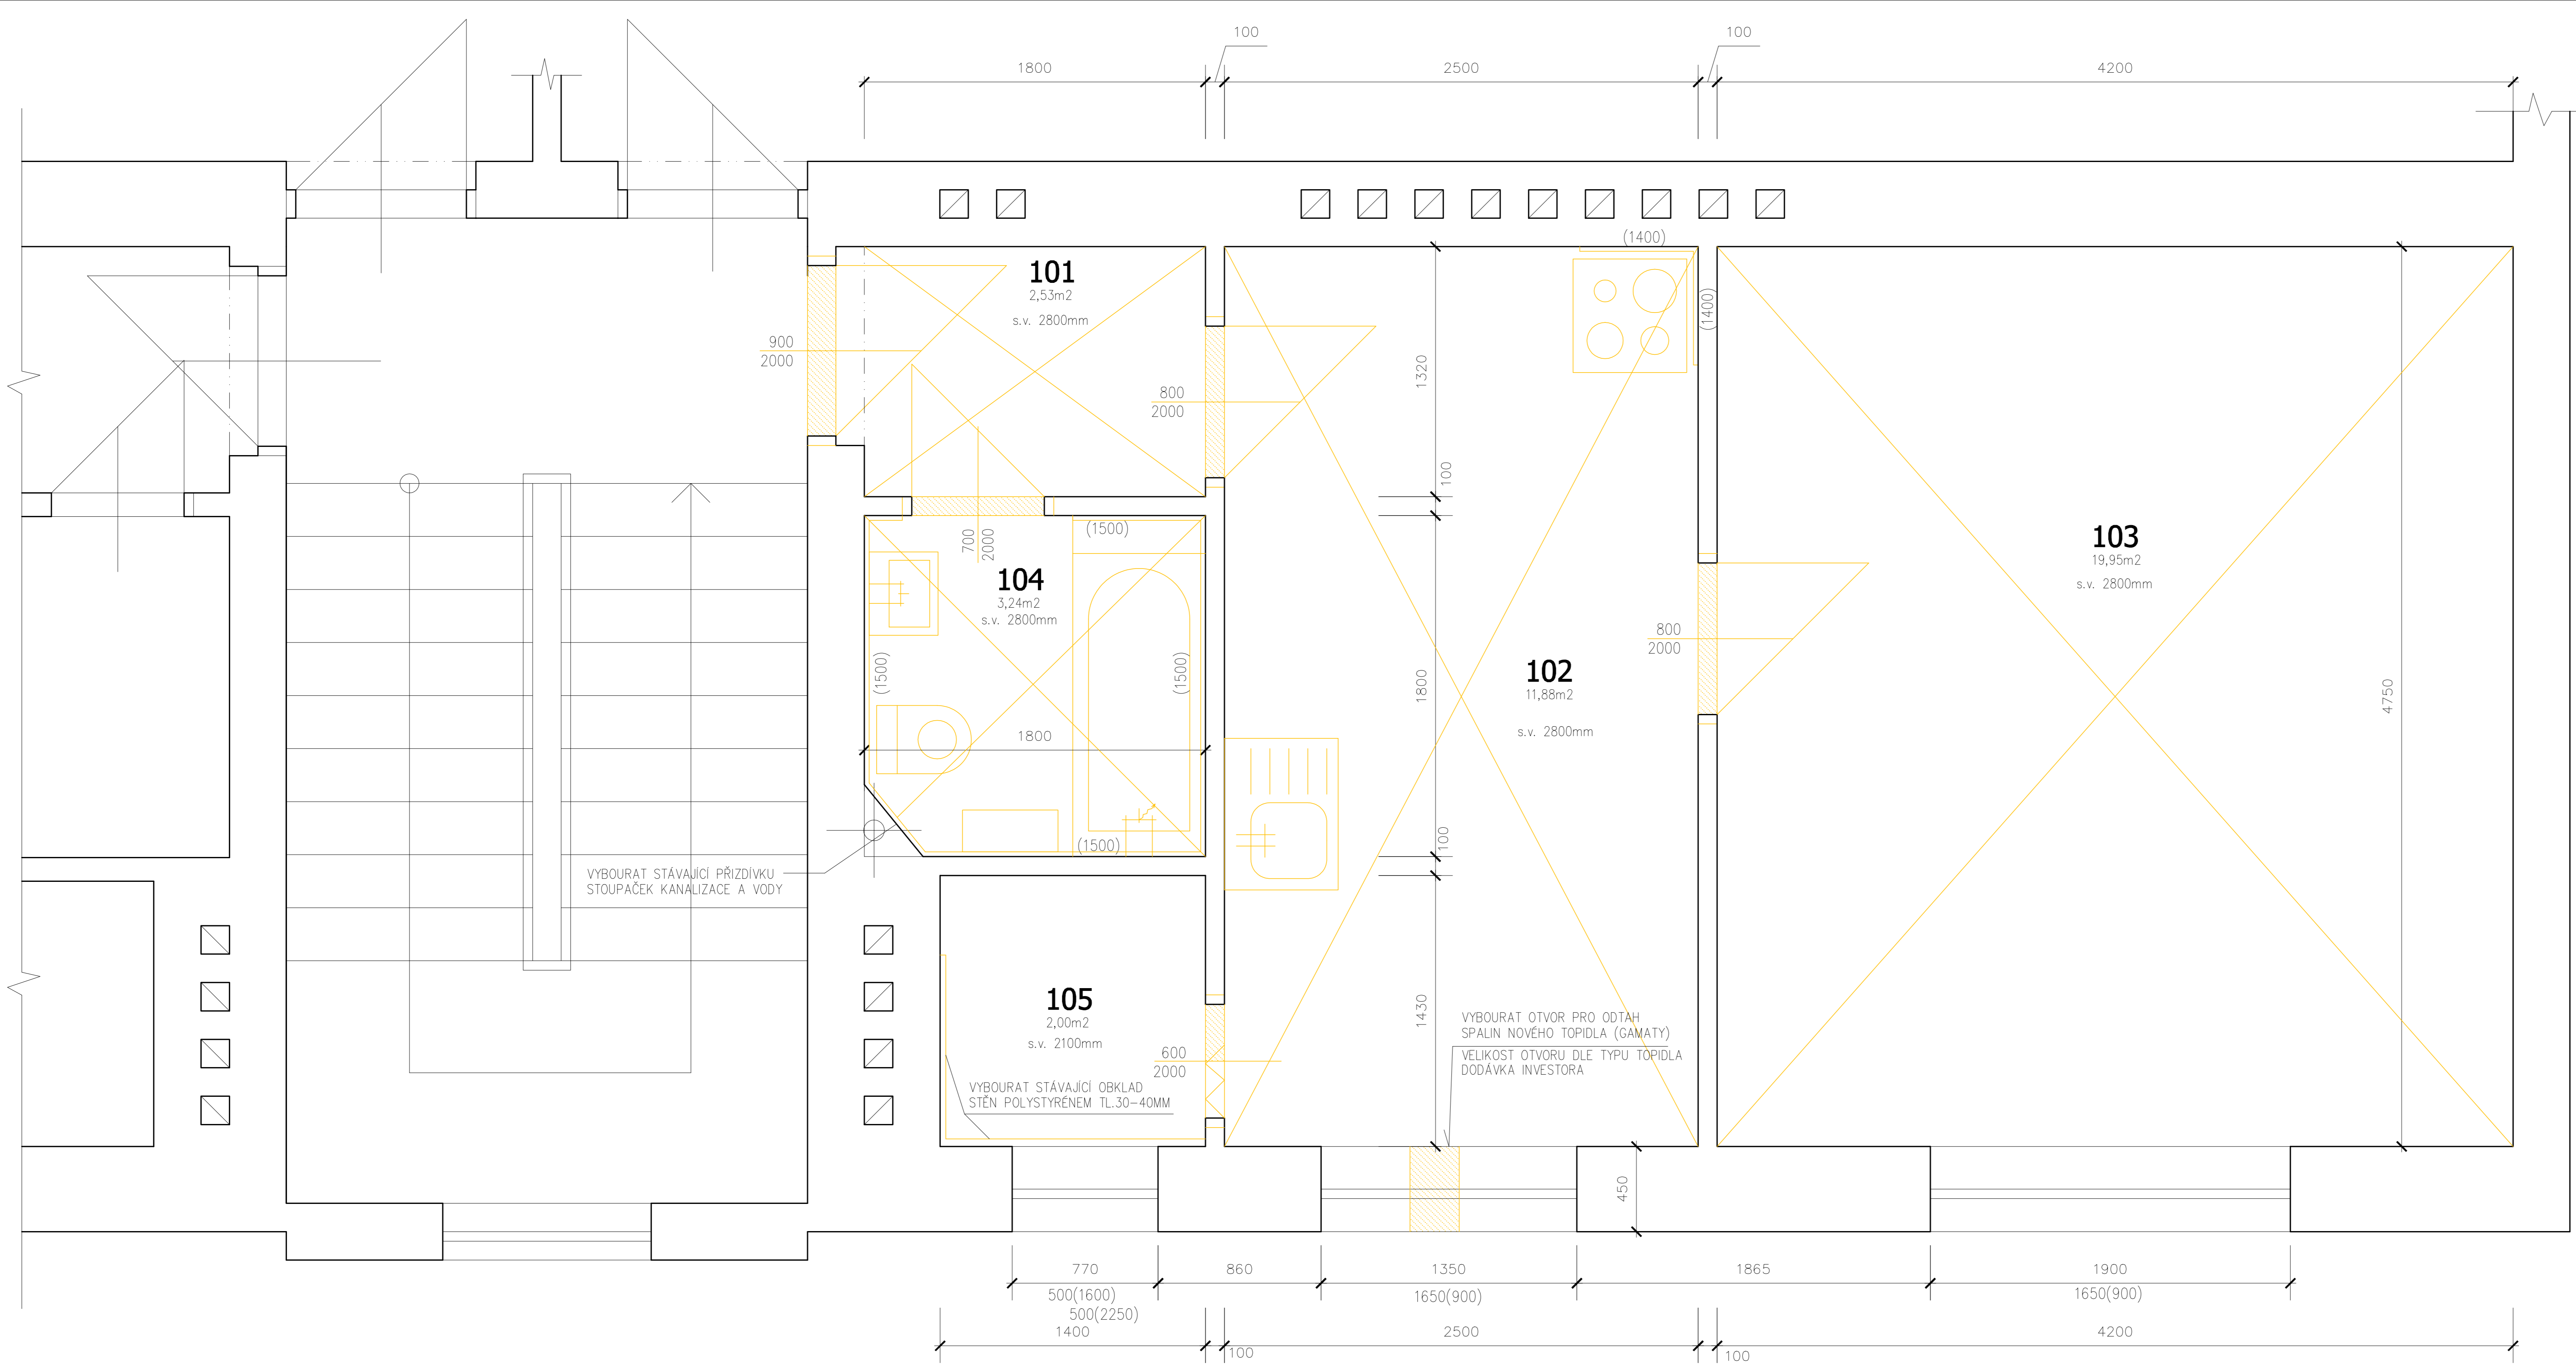 100
100
1800
2500
4200
(1400)
101
2,53m2
s.v. 2800mm
(1400)
900
2000
1320
800
2000
100
(1500)
700
2000
103
19,95m2
s.v. 2800mm
104
3,24m2
s.v. 2800mm
(1500)
(1500)
800
2000
102
11,88m2
s.v. 2800mm
1800
4750
1800
100
(1500)
VYBOURAT STÁVAJÍCÍ PŘIZDÍVKU
STOUPAČEK KANALIZACE A VODY
105
2,00m2
s.v. 2100mm
1430
VYBOURAT OTVOR PRO ODTAH
SPALIN NOVÉHO TOPIDLA (GAMATY)
VELIKOST OTVORU DLE TYPU TOPIDLA
DODÁVKA INVESTORA
600
2000
VYBOURAT STÁVAJÍCÍ OBKLAD
STĚN POLYSTYRÉNEM TL.30-40MM
450
770
860
1350
1865
1900
500(1600)
1650(900)
1650(900)
500(2250)
1400
2500
4200
100
100